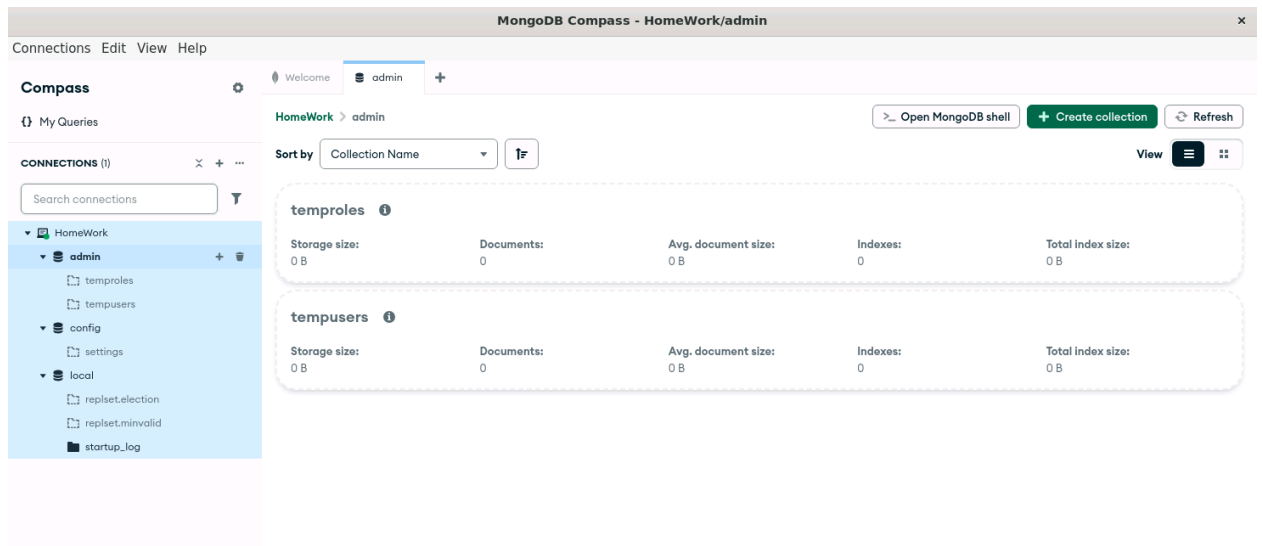 MongoDB Compass - HomeWork/admin
Connections Edit View Help
Compass
{} My Queries
CONNECTIONS (1)
Search connections
HomeWork
admin
temproles
tempusers
config
settings
local
replset.election
replset.minvalid
startup_log
Welcome
admin
HomeWork > admin
>_ Open MongoDB shell
+ Create collection
Refresh
Sort by
Collection Name
View
temproles
Storage size: Documents: Avg. document size: Indexes: Total index size:
0 B 0 0 B 0 0 B
tempusers
Storage size: Documents: Avg. document size: Indexes: Total index size:
0 B 0 0 B 0 0 B